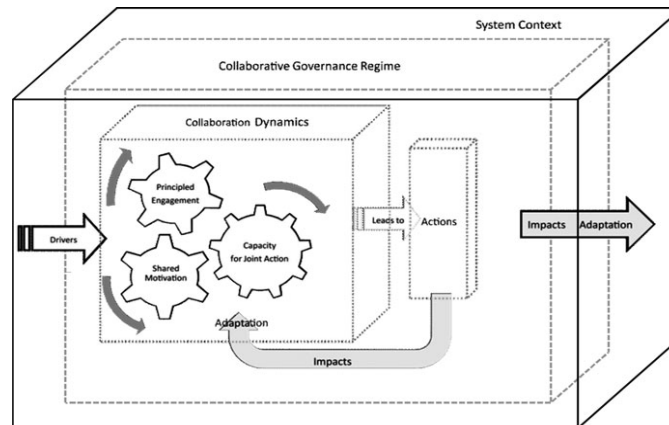 System Context
Collaborative Governance Regime
Collaboration Dynamics
Principled
Engagement
Drivers
Shared
Motivation
Capacity
for Joint Action
Leads to
Actions
Impacts
Adaptation
Adaptation
Impacts